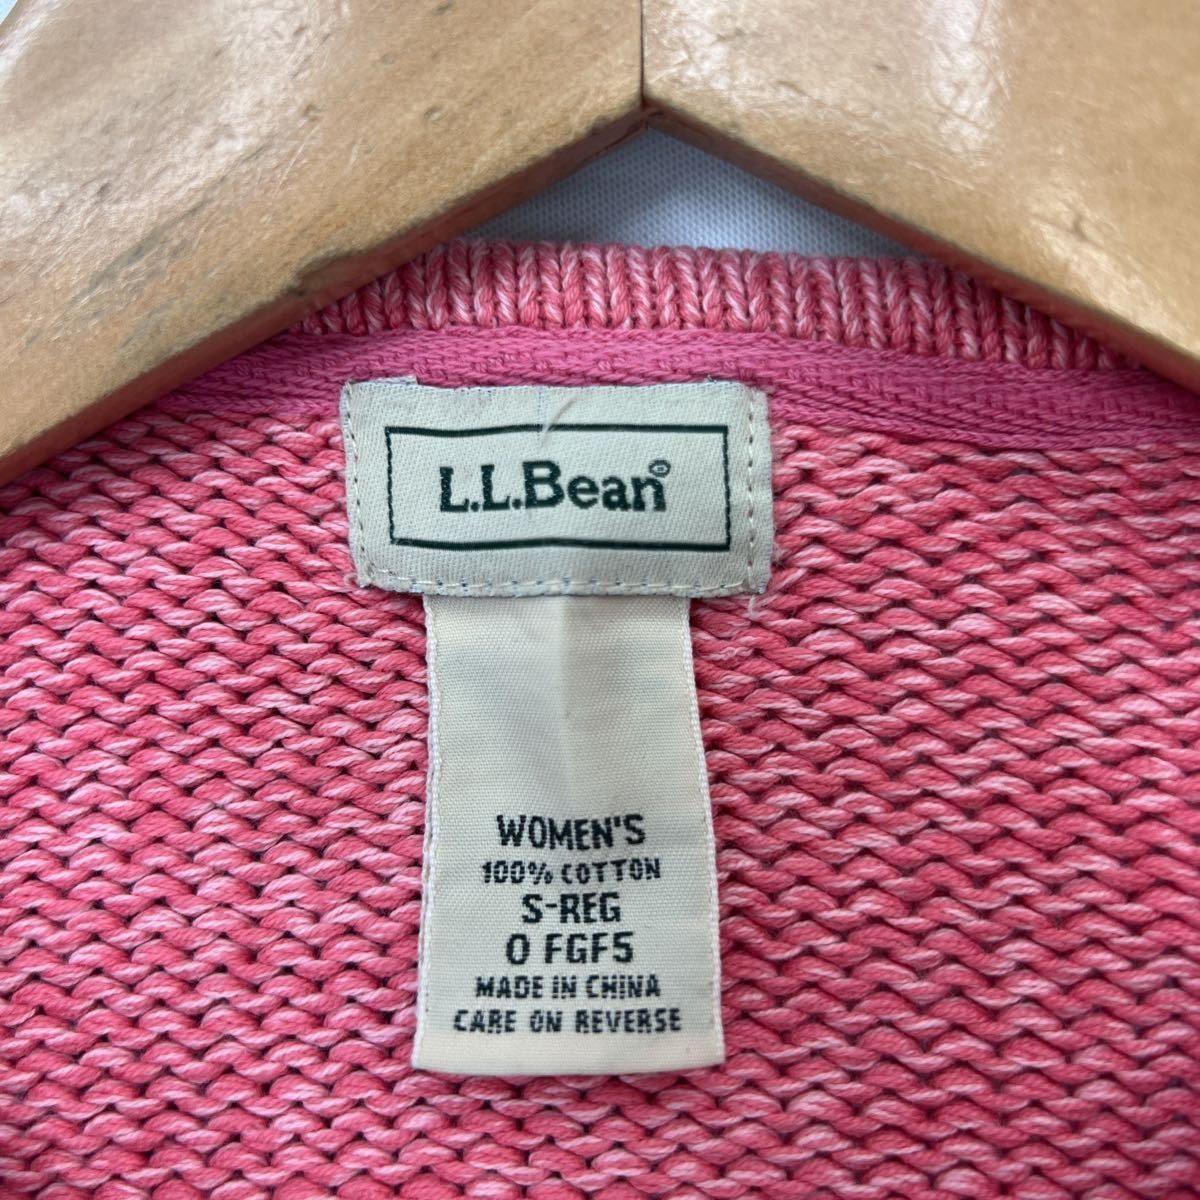 L.L.Bean®
WOMEN'S
100% COTTON
S-REG
0 FGF5
MADE IN CHINA
CARE ON REVERSE